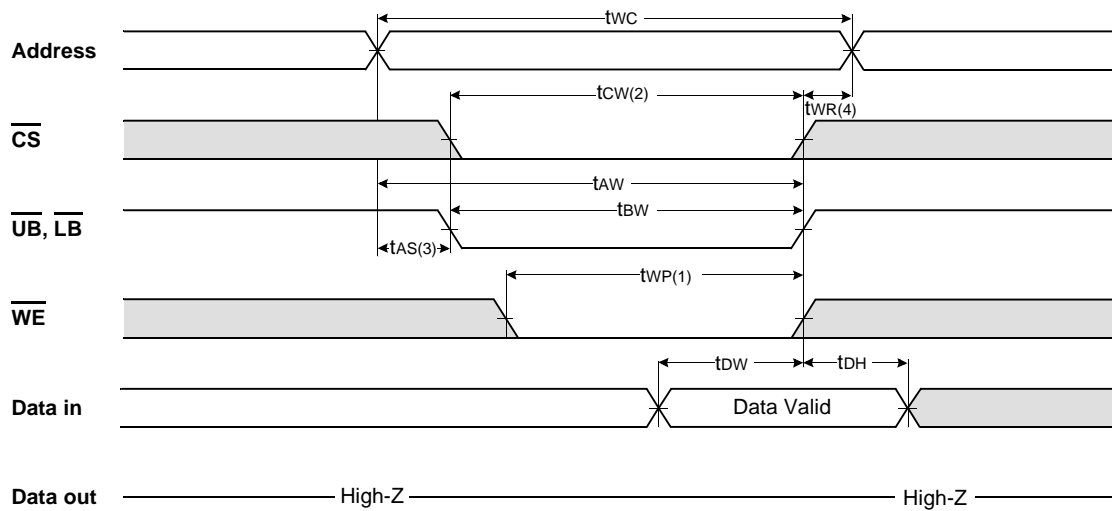 tWC
Address
tCW(2)
tWR(4)
CS
tAW
tBW
UB, LB
tAS(3)
tWP(1)
WE
tDW
tDH
Data in
Data Valid
Data out
High-Z
High-Z